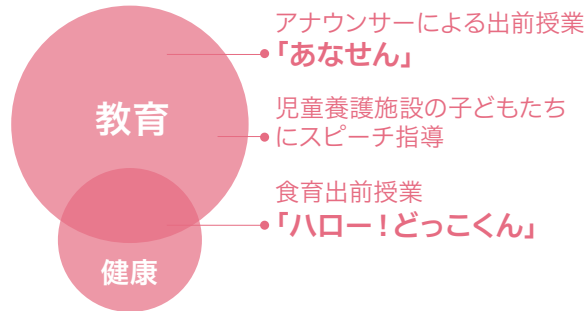 アナウンサーによる出前授業
「あなせん」
教育
児童養護施設の子どもたち
にスピーチ指導
食育出前授業
「ハロー！どっこくん」
健康